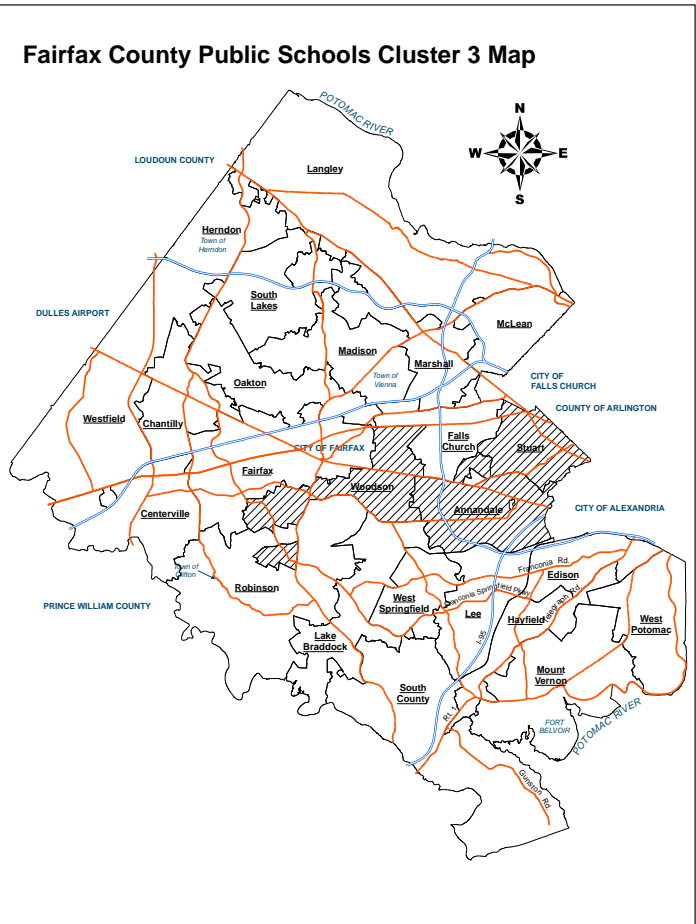 Fairfax County Public Schools Cluster 3 Map
POTOMAC RIVER
N
W
E
S
LOUDOUN COUNTY
Langley
Herndon
Town of
Herndon
South
Lakes
DULLES AIRPORT
McLean
Madison
Marshall
Town of
Vienna
Oakton
CITY OF
FALLS CHURCH
COUNTY OF ARLINGTON
Westfield
Chantilly
CITY OF FAIRFAX
Falls
Church
Stuart
Fairfax
Woodson
Centerville
Annandale
CITY OF ALEXANDRIA
Franconia Rd.
Town of
Clifton
Edison
Robinson
PRINCE WILLIAM COUNTY
West
Springfield
Franconia Springfield Pkwy
Lee
Hayfield
Telegraph Rd.
West
Potomac
Lake
Braddock
I-95
Mount
Vernon
South
County
Rt. 1
FORT
BELVOIR
POTOMAC RIVER
Gunston Rd.